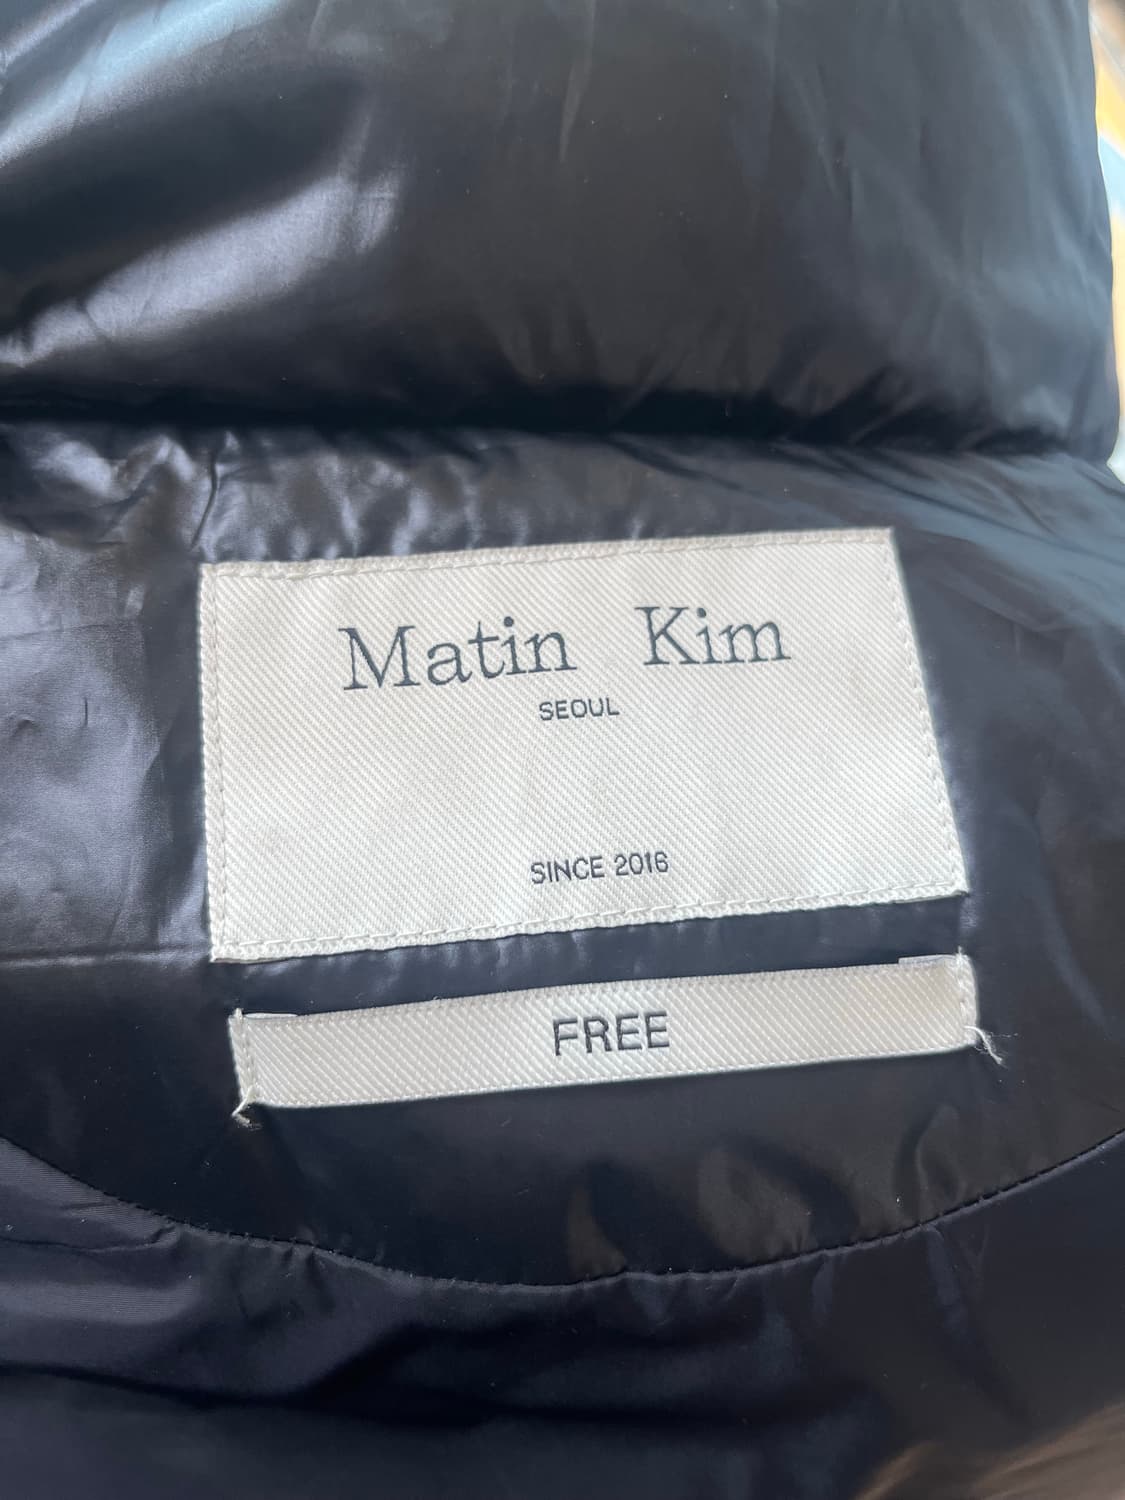 Matin Kim
SEOUL
SINCE 2016
FREE